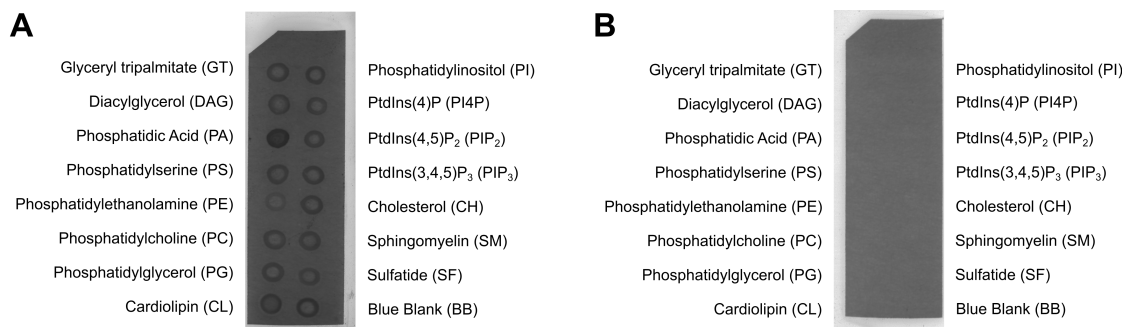 A
B
Glyceryl tripalmitate (GT)
Phosphatidylinositol (PI)
Diacylglycerol (DAG)
PtdIns(4)P (PI4P)
Phosphatidic Acid (PA)
PtdIns(4,5)P₂ (PIP₂)
Phosphatidylserine (PS)
PtdIns(3,4,5)P₃ (PIP₃)
Phosphatidylethanolamine (PE)
Cholesterol (CH)
Phosphatidylcholine (PC)
Sphingomyelin (SM)
Phosphatidylglycerol (PG)
Sulfatide (SF)
Cardiolipin (CL)
Blue Blank (BB)
Glyceryl tripalmitate (GT)
Phosphatidylinositol (PI)
Diacylglycerol (DAG)
PtdIns(4)P (PI4P)
Phosphatidic Acid (PA)
PtdIns(4,5)P₂ (PIP₂)
Phosphatidylserine (PS)
PtdIns(3,4,5)P₃ (PIP₃)
Phosphatidylethanolamine (PE)
Cholesterol (CH)
Phosphatidylcholine (PC)
Sphingomyelin (SM)
Phosphatidylglycerol (PG)
Sulfatide (SF)
Cardiolipin (CL)
Blue Blank (BB)